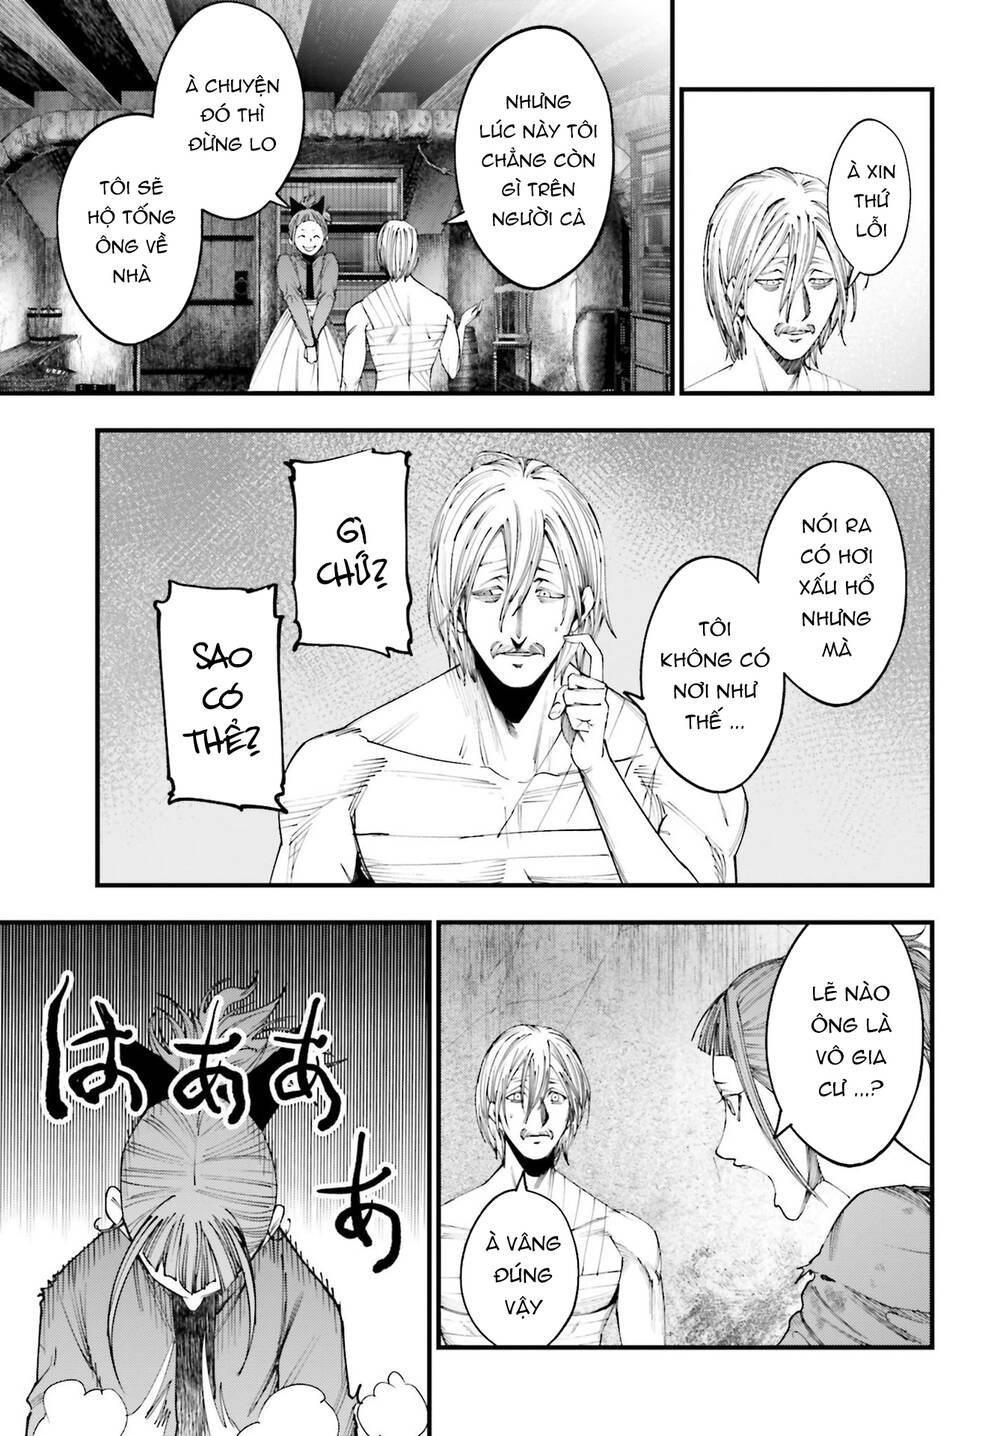 À XIN
THỨ
LỖI
NHƯNG
LÚC NÀY TÔI
CHẲNG CÒN
GÌ TRÊN
NGƯỜI CẢ
À CHUYỆN
ĐÓ THÌ
ĐỪNG LO
TÔI SẼ
HỘ TỐNG
ÔNG VỀ
NHÀ
NÓI RA
CÓ HƠI
XẤU HỔ
NHƯNG
MÀ
TÔI
KHÔNG CÓ
NƠI NHƯ
THẾ ...
GÌ
CHỨ?
SAO
CÓ
THỂ?
LẼ NÀO
ÔNG LÀ
VÔ GIA
CƯ ...?
À VÂNG
ĐÚNG
VẬY
はあああ